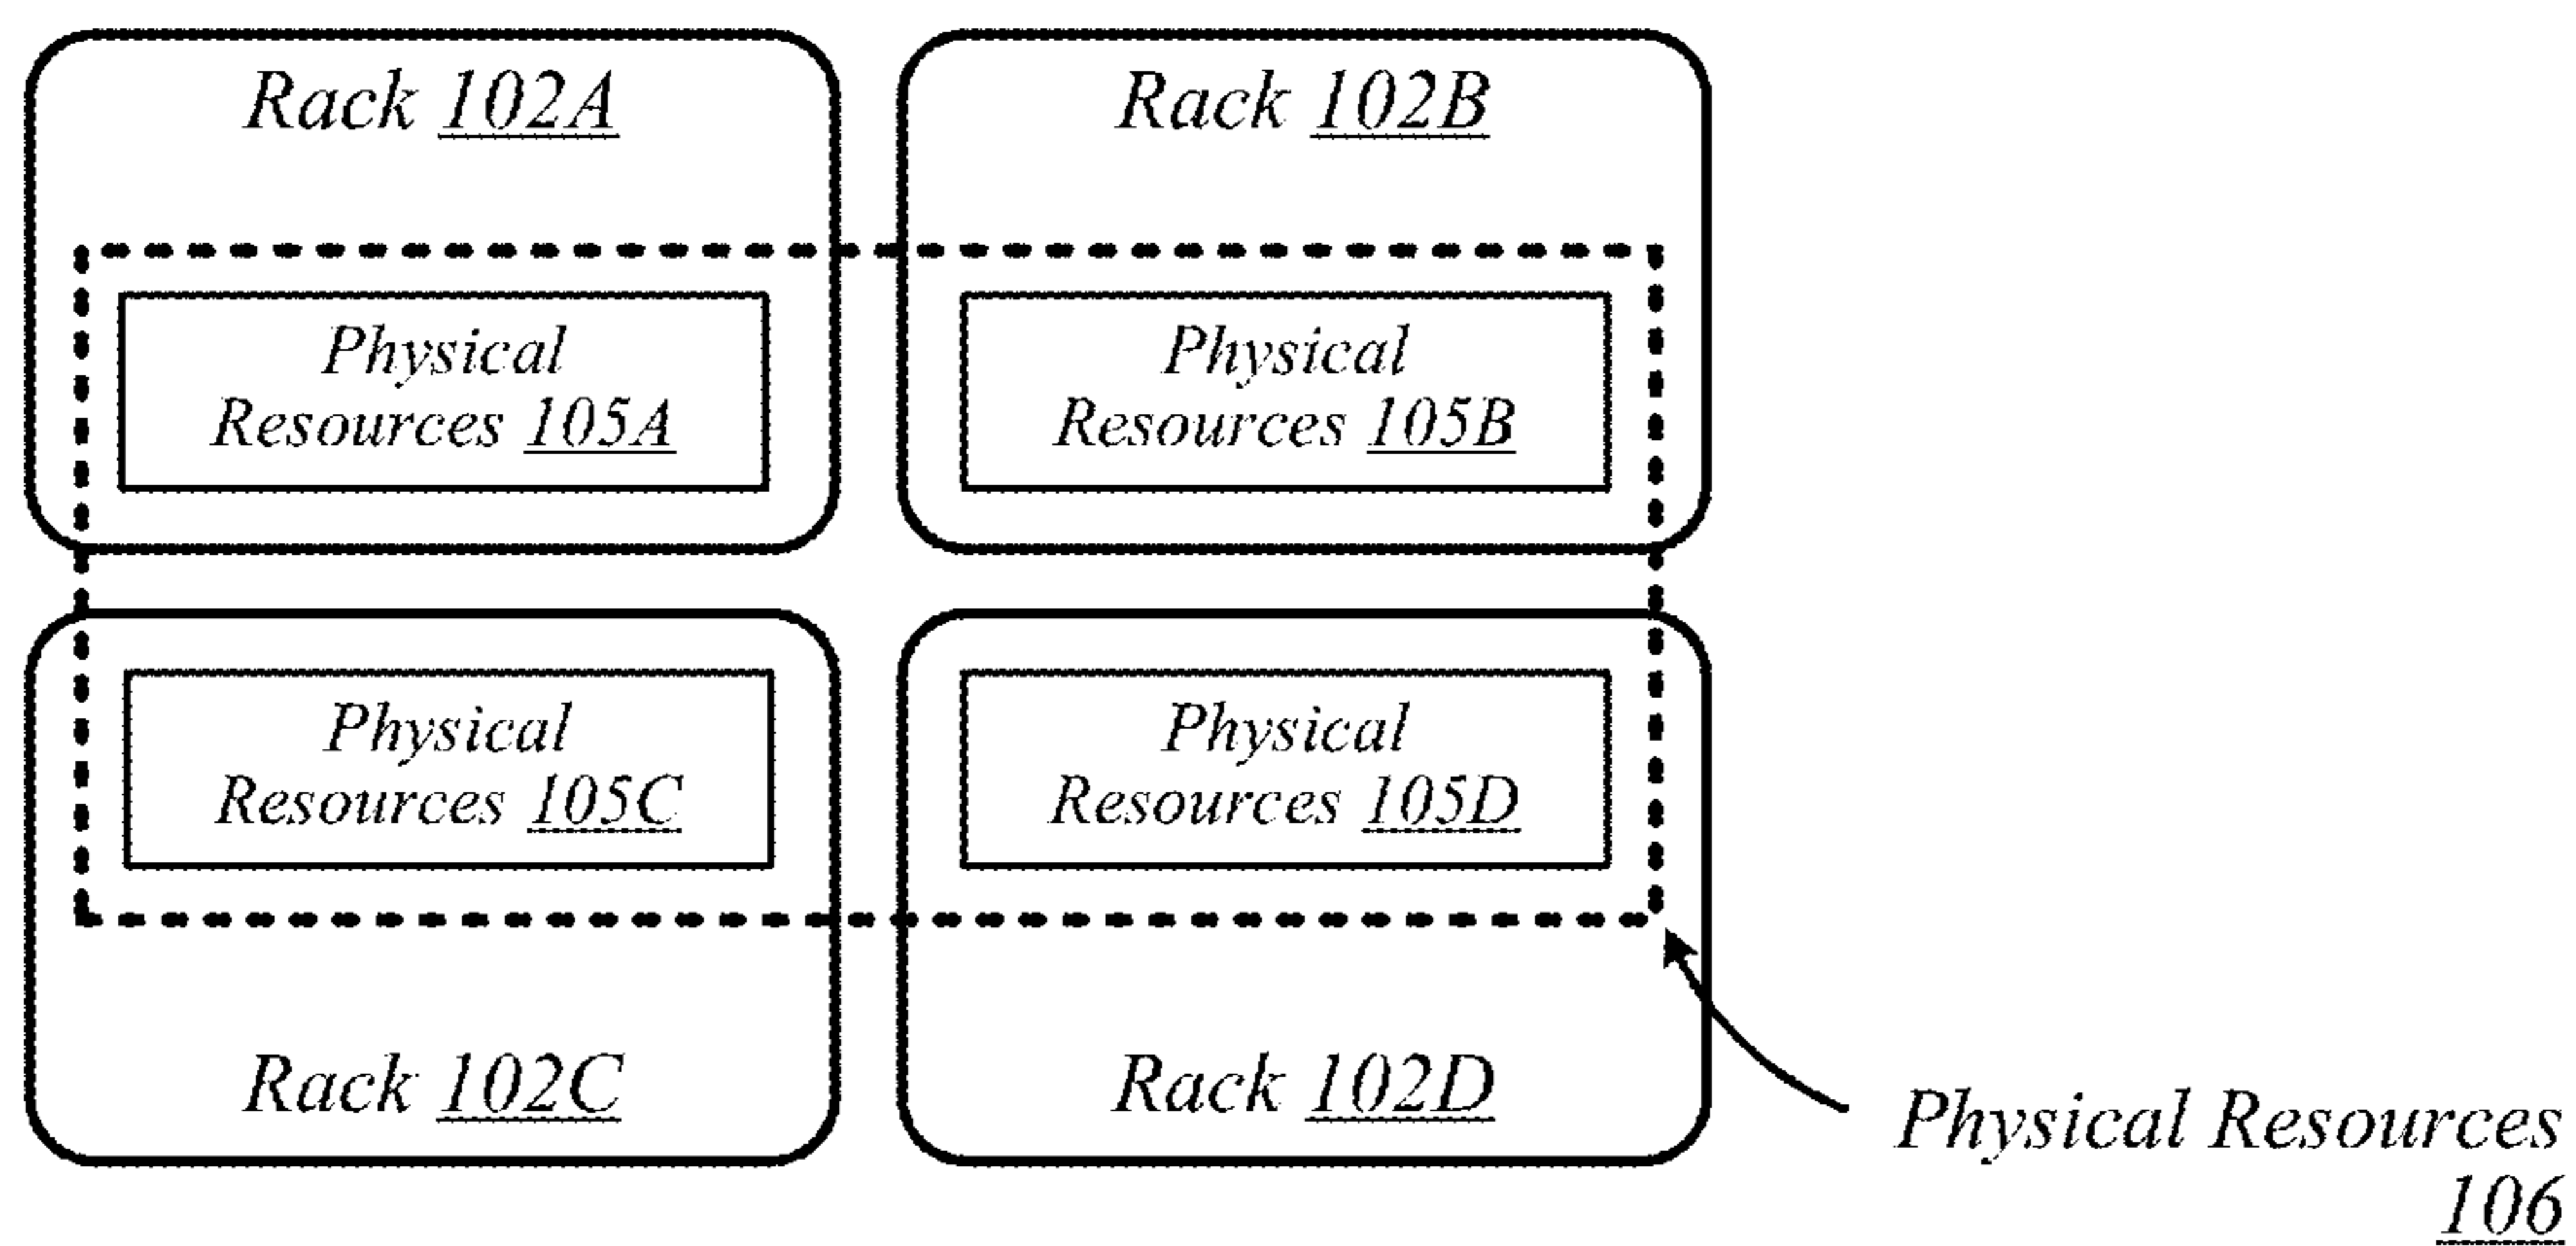 Rack 102A
Rack 102B
Physical
Resources 105A
Physical
Resources 105B
Physical
Resources 105C
Physical
Resources 105D
Rack 102C
Rack 102D
Physical Resources
106